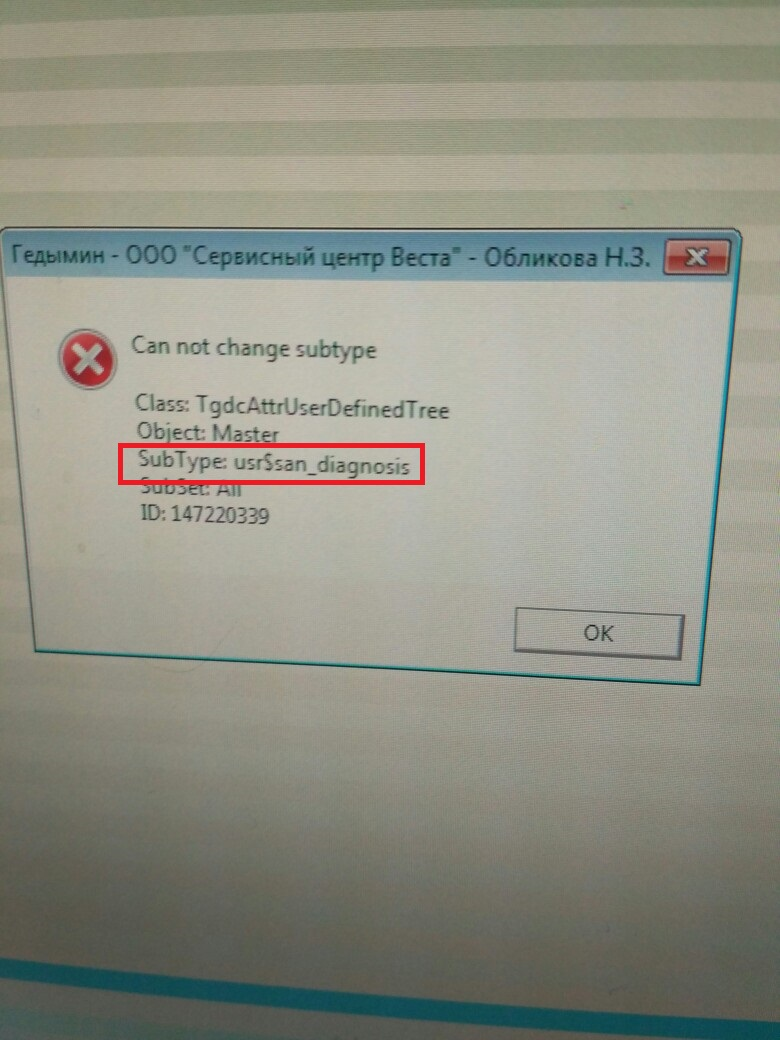 Гедымин - ООО "Сервисный центр Веста" - Обликова Н.З.
Can not change subtype
Class: TgdcAttrUserDefinedTree
Object: Master
SubType: usr$san_diagnosis
SubSet: All
ID: 147220339
OK